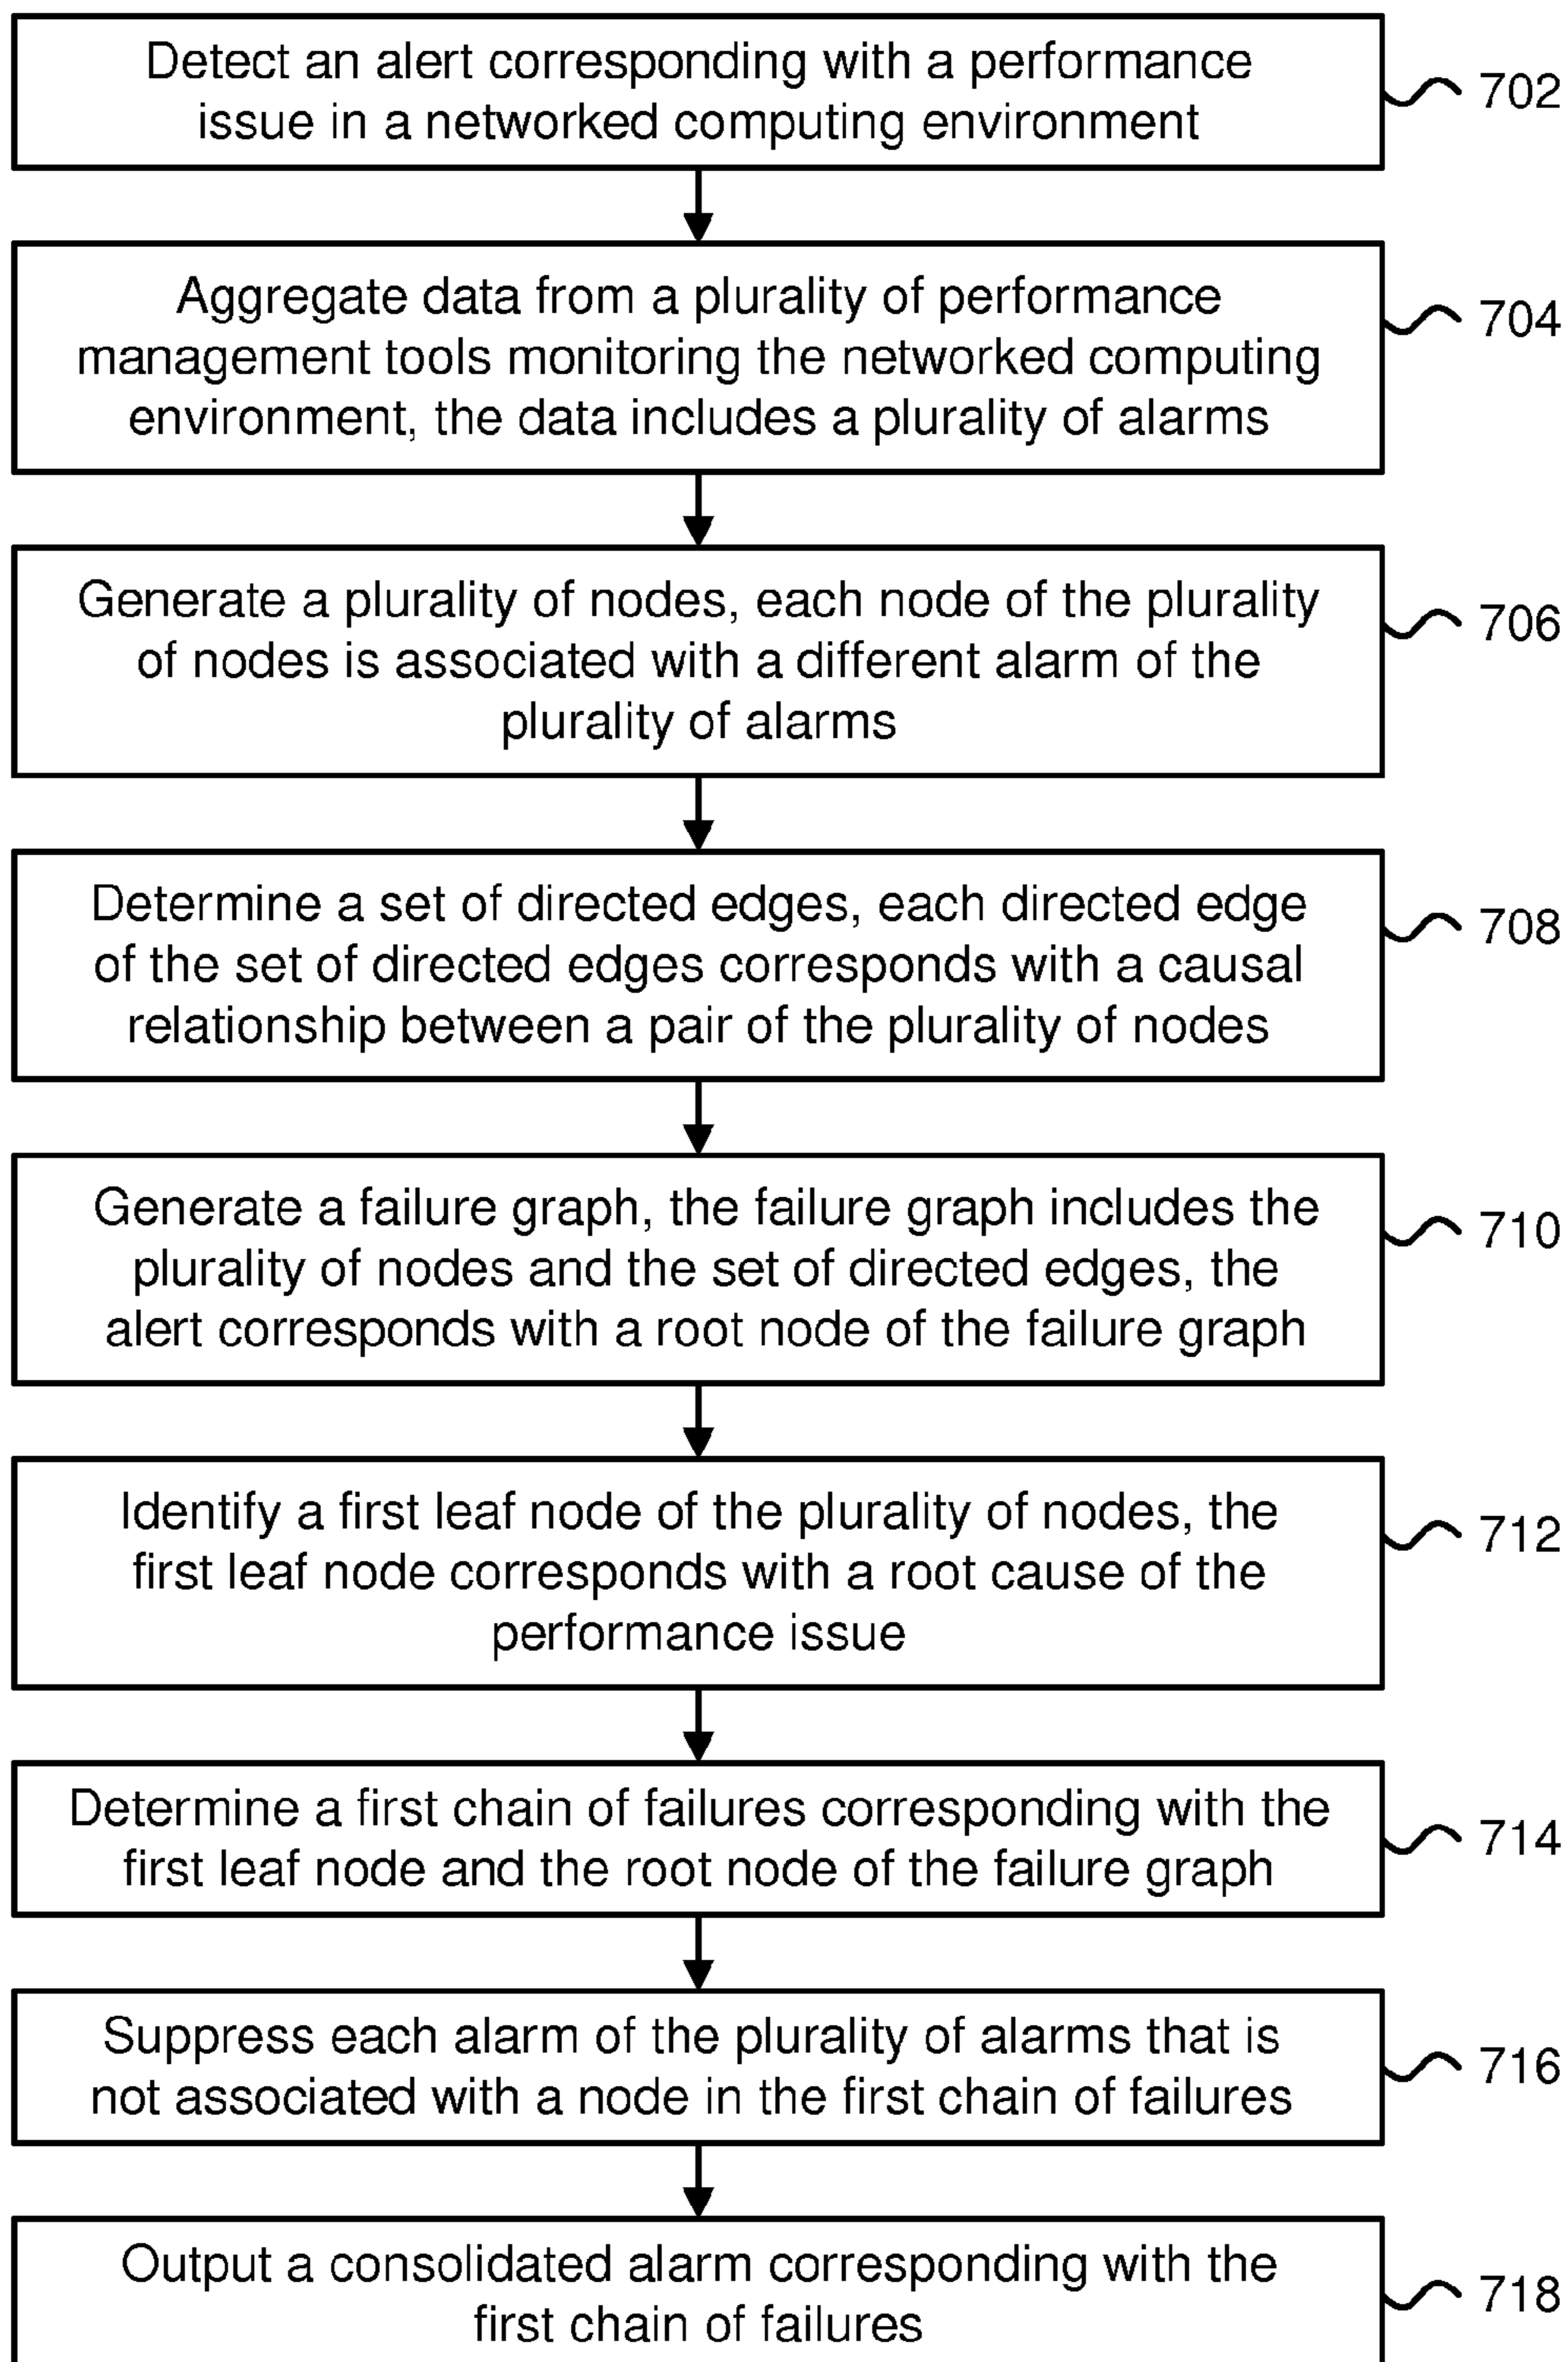 Detect an alert corresponding with a performance
issue in a networked computing environment
702
Aggregate data from a plurality of performance
management tools monitoring the networked computing
environment, the data includes a plurality of alarms
704
Generate a plurality of nodes, each node of the plurality
of nodes is associated with a different alarm of the
plurality of alarms
706
Determine a set of directed edges, each directed edge
of the set of directed edges corresponds with a causal
relationship between a pair of the plurality of nodes
708
Generate a failure graph, the failure graph includes the
plurality of nodes and the set of directed edges, the
alert corresponds with a root node of the failure graph
710
Identify a first leaf node of the plurality of nodes, the
first leaf node corresponds with a root cause of the
performance issue
712
Determine a first chain of failures corresponding with the
first leaf node and the root node of the failure graph
714
Suppress each alarm of the plurality of alarms that is
not associated with a node in the first chain of failures
716
Output a consolidated alarm corresponding with the
first chain of failures
718